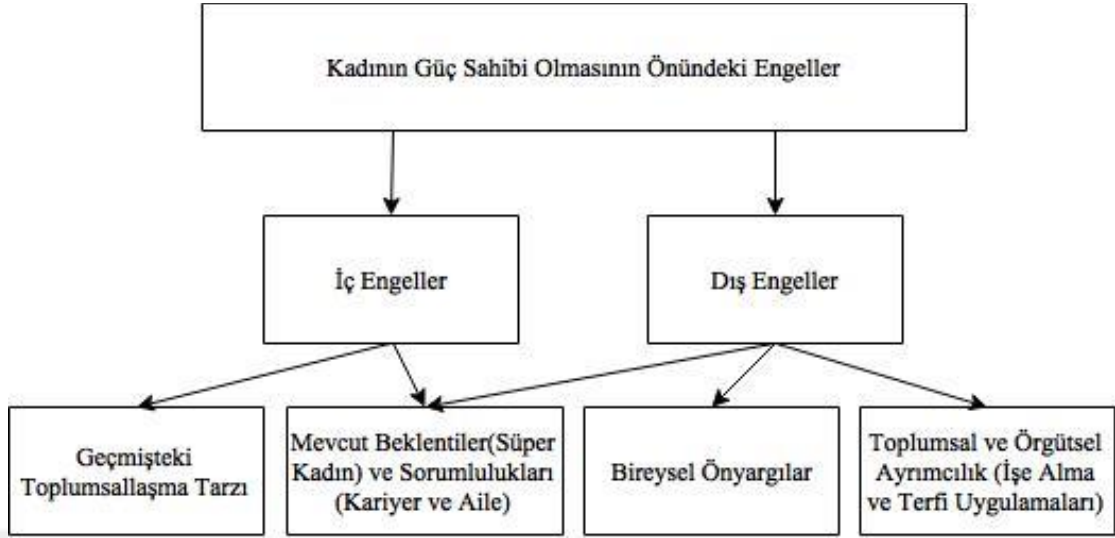 Kadının Güç Sahibi Olmasının Önündeki Engeller
İç Engeller
Dış Engeller
Geçmişteki
Toplumsallaşma Tarzı
Mevcut Beklentiler(Süper
Kadın) ve Sorumlulukları
(Kariyer ve Aile)
Bireysel Önyargılar
Toplumsal ve Örgütsel
Ayrımcılık (İşe Alma
ve Terfi Uygulamaları)